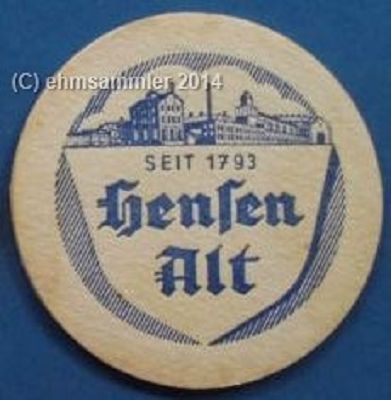 (C) ehmsammler 2014
SEIT 1793
Hensen
Alt